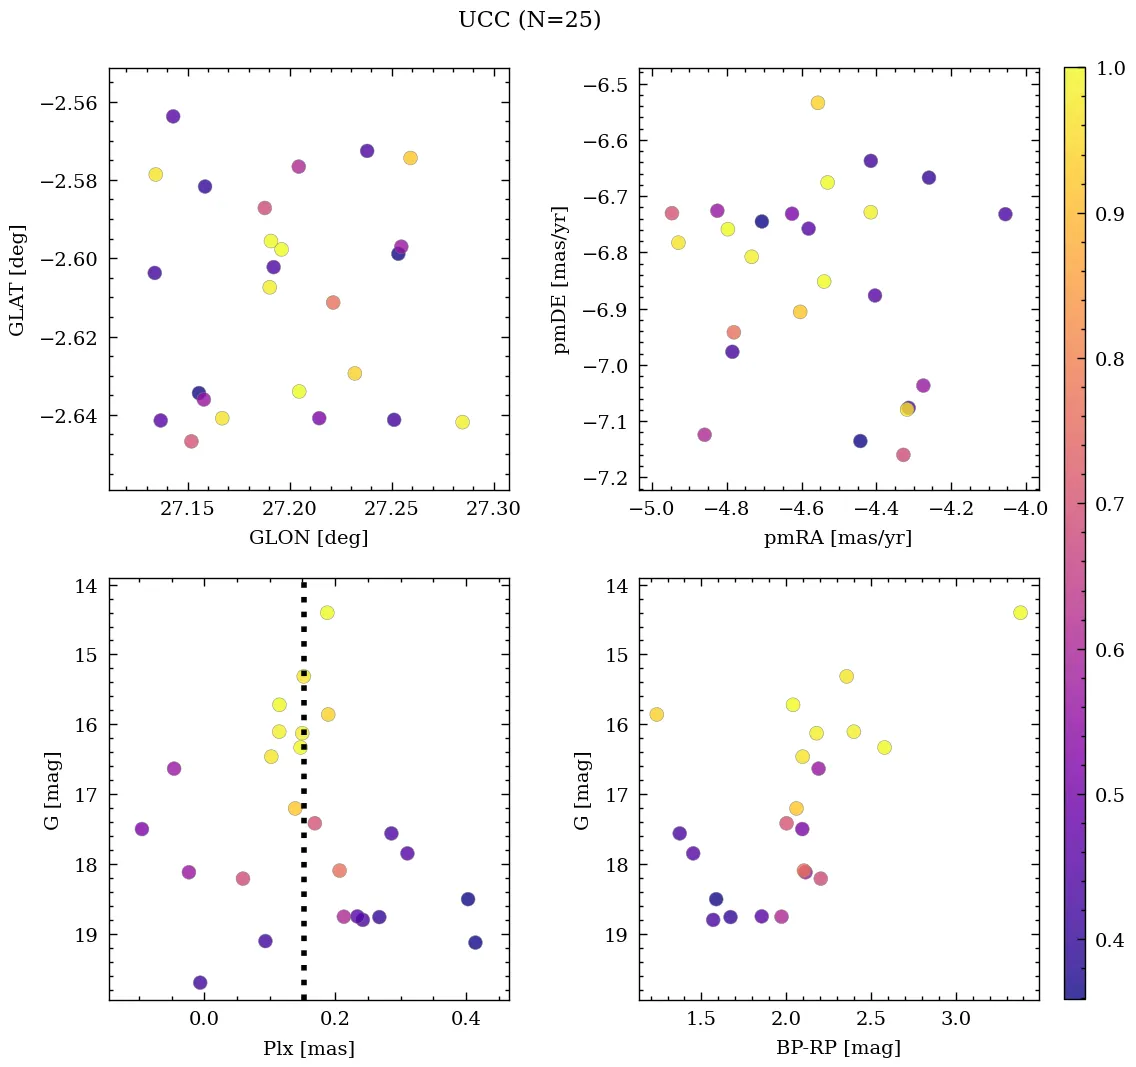 UCC (N=25)
−2.56
−2.58
−2.60
−2.62
−2.64
GLAT [deg]
27.15 27.20 27.25 27.30
GLON [deg]
−6.5
−6.6
−6.7
−6.8
−6.9
−7.0
−7.1
−7.2
pmDE [mas/yr]
−5.0 −4.8 −4.6 −4.4 −4.2 −4.0
pmRA [mas/yr]
14
15
16
17
18
19
G [mag]
0.0 0.2 0.4
Plx [mas]
14
15
16
17
18
19
G [mag]
1.5 2.0 2.5 3.0
BP-RP [mag]
1.0
0.9
0.8
0.7
0.6
0.5
0.4